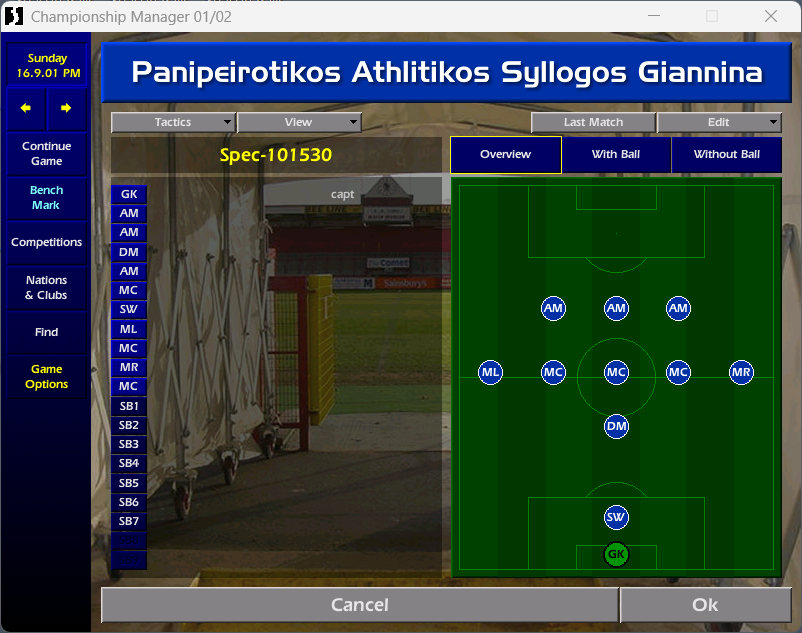 Championship Manager 01/02
Sunday
16.9.01 PM
Continue
Game
Bench
Mark
Competitions
Nations
& Clubs
Find
Game
Options
Panipeirotikos Athlitikos Syllogos Giannina
Tactics
View
Last Match
Edit
Spec-101530
Overview
With Ball
Without Ball
GK
capt
AM
AM
DM
AM
MC
SW
ML
MC
MR
MC
SB1
SB2
SB3
SB4
SB5
SB6
SB7
Comet
Sainsbury's
AM AM AM
ML MC MC MC MR
DM
SW
GK
Cancel
Ok